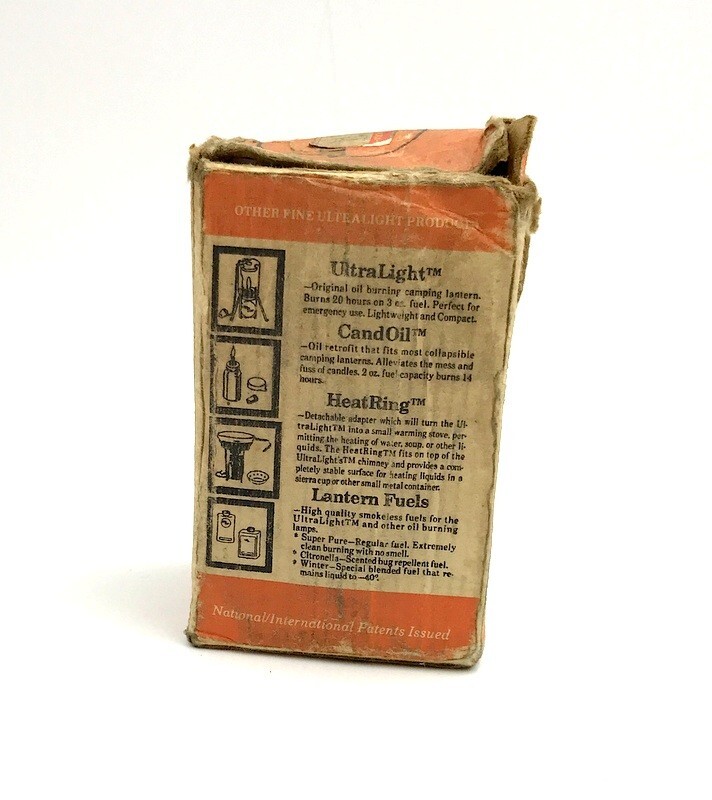 OTHER FINE ULTRALIGHT PRODUCTS
UltraLight™
—Original oil burning camping lantern.
Burns 20 hours on 3 oz. fuel. Perfect for
emergency use. Lightweight and Compact.
CandOil™
—Oil retrofit that fits most collapsible
camping lanterns. Alleviates the mess and
fuss of candles. 2 oz. fuel capacity burns 14
hours.
HeatRing™
—Detachable adapter which will turn the Ul-
traLight™ into a small warming stove, per-
mitting the heating of water, soup, or other li-
quids. The HeatRing™ fits on top of the
UltraLight's™ chimney and provides a com-
pletely stable surface for heating liquids in a
sierra cup or other small metal container.
Lantern Fuels
—High quality smokeless fuels for the
UltraLight™ and other oil burning
lamps.
* Super Pure—Regular fuel. Extremely
clean burning with no smell.
* Citronella—Scented bug repellent fuel.
* Winter—Special blended fuel that re-
mains liquid to —40°.
National/International Patents Issued